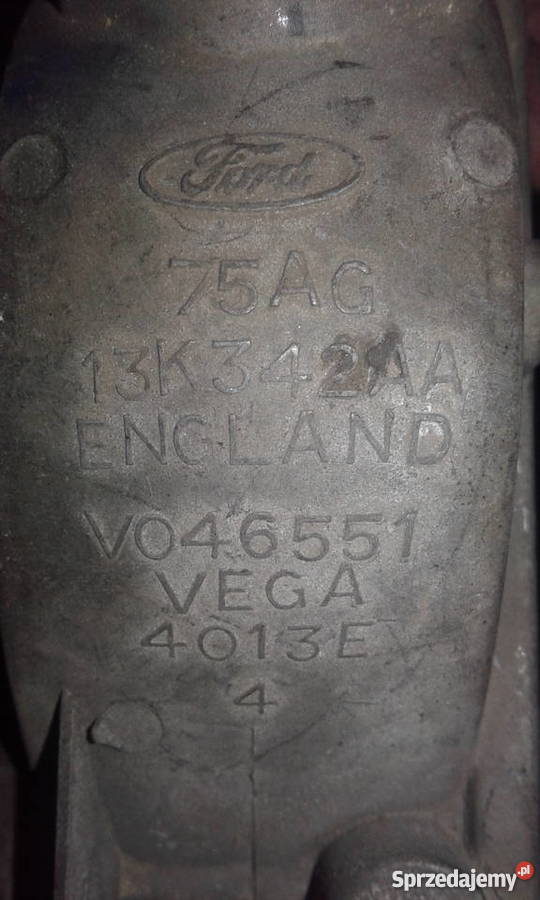 Ford
75AG
13K342AA
ENGLAND
V046551
VEGA
4013E
4
Sprzedajemy.pl